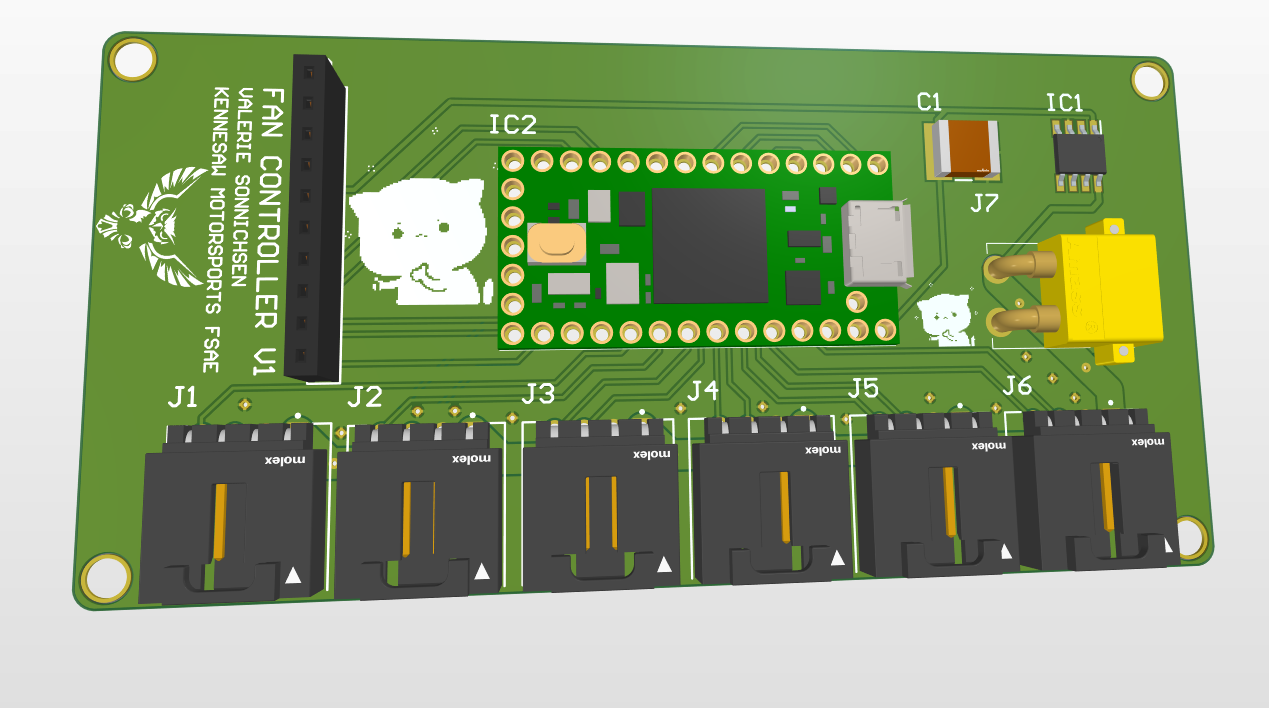 FAN CONTROLLER V1
VALERIE SONNICHSEN
KENNESAW MOTORSPORTS FSAE
IC2
C1
IC1
J7
J1
J2
J3
J4
J5
J6
molex
molex
molex
molex
molex
molex